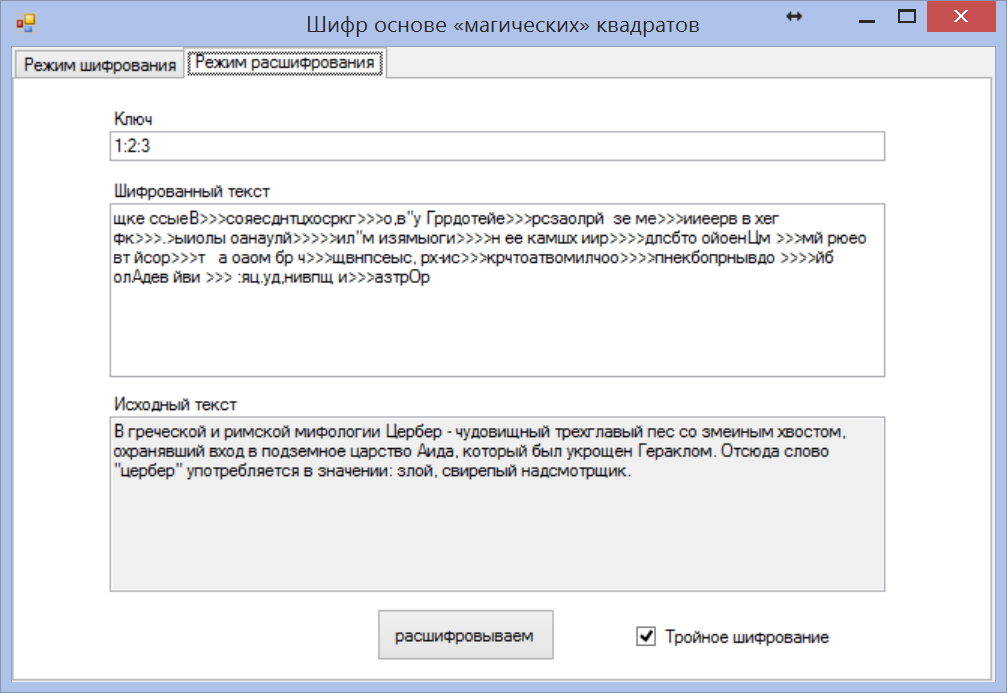 Шифр основе «магических» квадратов
Режим шифрования Режим расшифрования
Ключ
1:2:3
Шифрованный текст
щке ссыеВ>>>сояесднтцхосркг>>>о,в"у Гррдотейе>>>рсзаолрй  зе ме>>>ииеерв в хег
фк>>>.>ыиолы оанаулй>>>>>ил"м изямыоги>>>>н ее камшх иир>>>>длсбто ойоенЦм >>>мй рюео
вт йсор>>>т   а оаом бр ч>>>щвнпсеыс, рх-ис>>>крчтоатвомилчоо>>>>пнекбопрнывдо >>>>йб
олАдев йви >>> :яц.уд,нивпщ и>>>азтрОр
Исходный текст
В греческой и римской мифологии Цербер - чудовищный трехглавый пес со змеиным хвостом,
охранявший вход в подземное царство Аида, который был укрощен Гераклом. Отсюда слово
"цербер" употребляется в значении: злой, свирепый надсмотрщик.
расшифровываем
Тройное шифрование